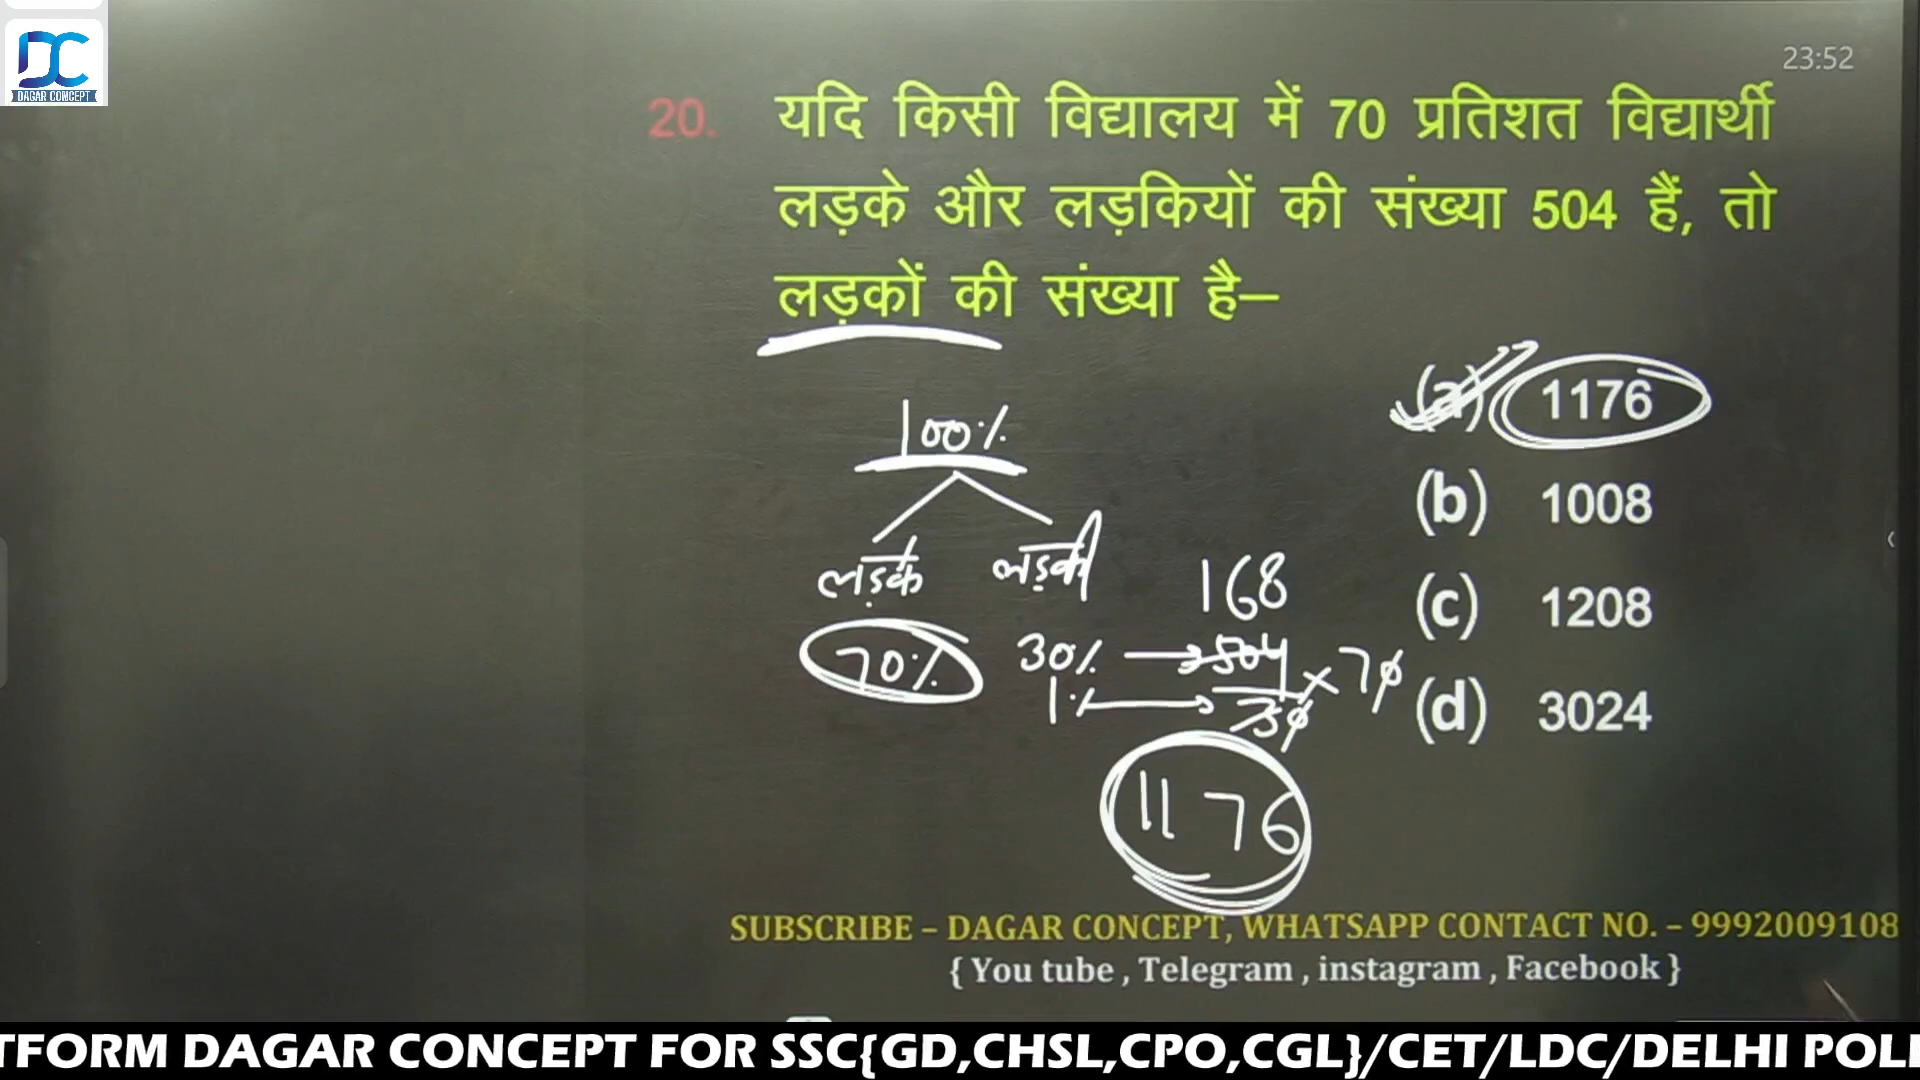 DC
DAGAR CONCEPT
23:52
20. यदि किसी विद्यालय में 70 प्रतिशत विद्यार्थी
लड़के और लड़कियों की संख्या 504 हैं, तो
लड़कों की संख्या है–
(a) 1176
(b) 1008
(c) 1208
(d) 3024
100%
लड़के लड़की
168
70% 30% → 504 × 70
1% → 30
1176
SUBSCRIBE – DAGAR CONCEPT, WHATSAPP CONTACT NO. – 9992009108
{ You tube , Telegram , instagram , Facebook }
TFORM DAGAR CONCEPT FOR SSC{GD,CHSL,CPO,CGL}/CET/LDC/DELHI POLI